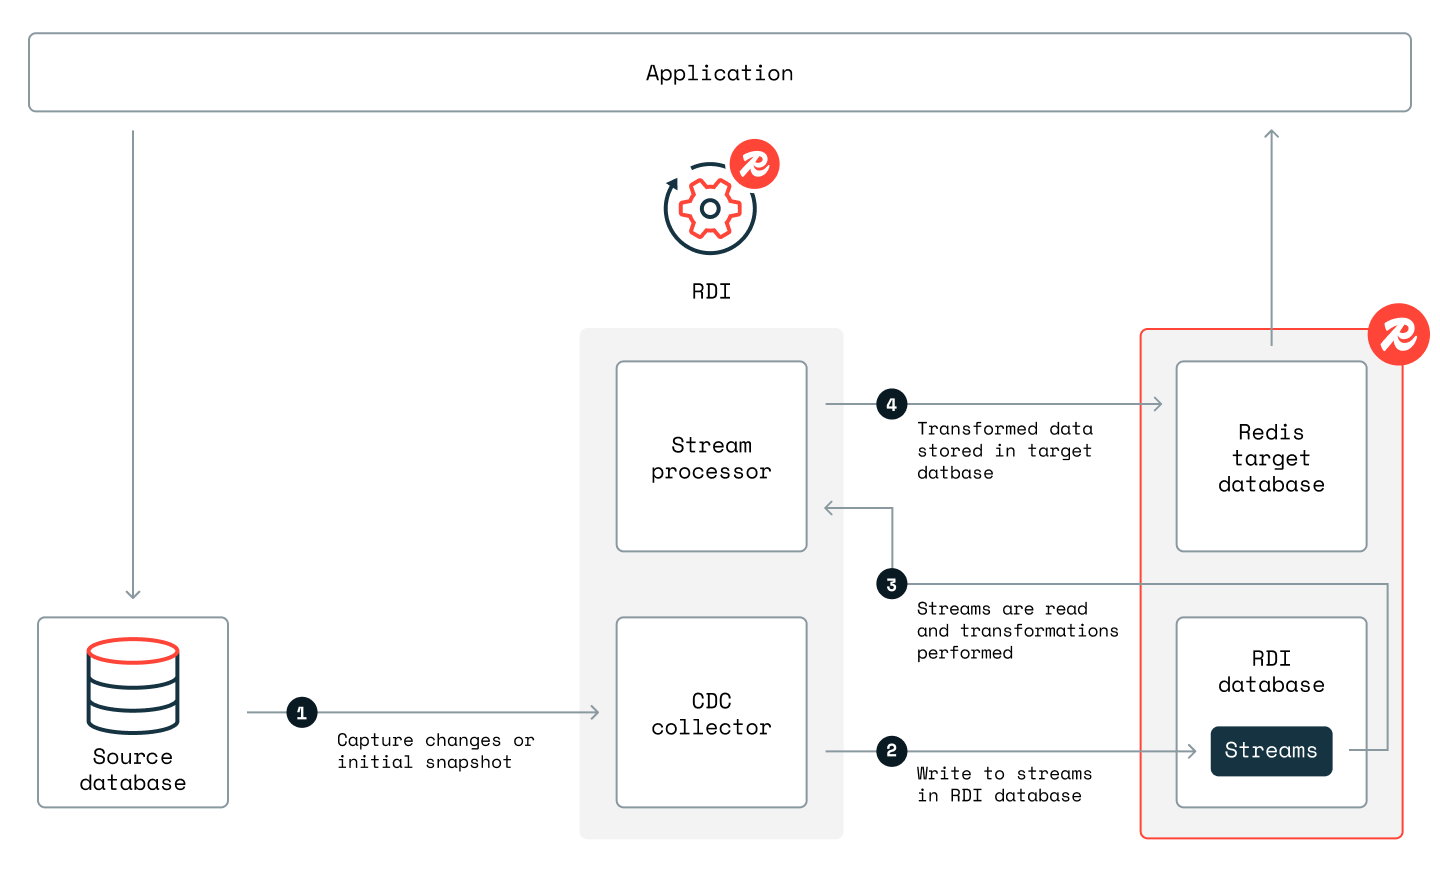 Application
RDI
Stream
processor
4
Transformed data
stored in target
datbase
Redis
target
database
3
Streams are read
and transformations
performed
Source
database
1
Capture changes or
initial snapshot
CDC
collector
2
Write to streams
in RDI database
RDI
database
Streams